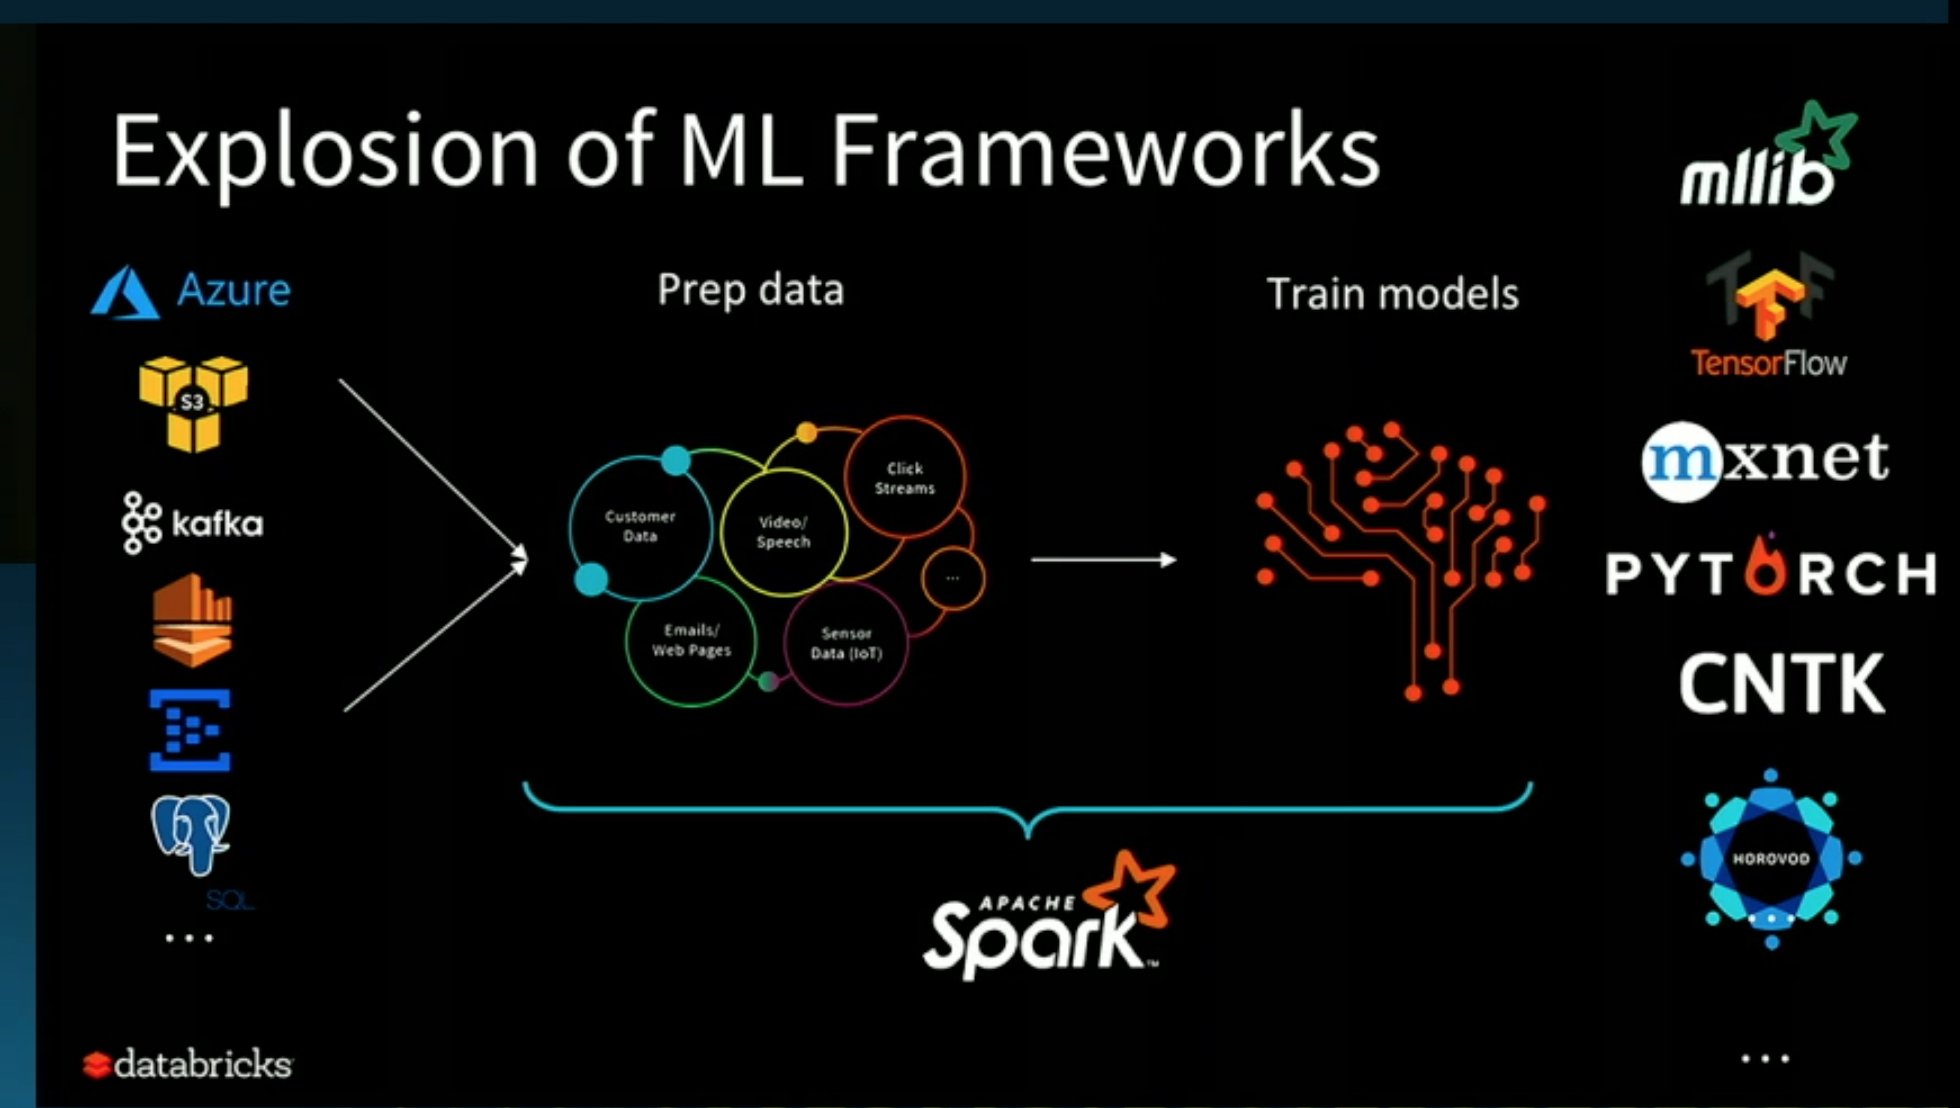 Explosion of ML Frameworks
Azure
S3
kafka
SQL
...
Prep data
Customer
Data
Video/
Speech
Click
Streams
...
Emails/
Web Pages
Sensor
Data (IoT)
Train models
APACHE
Spark™
mllib
TensorFlow
mxnet
PYTORCH
CNTK
HOROVOD
...
...
databricks